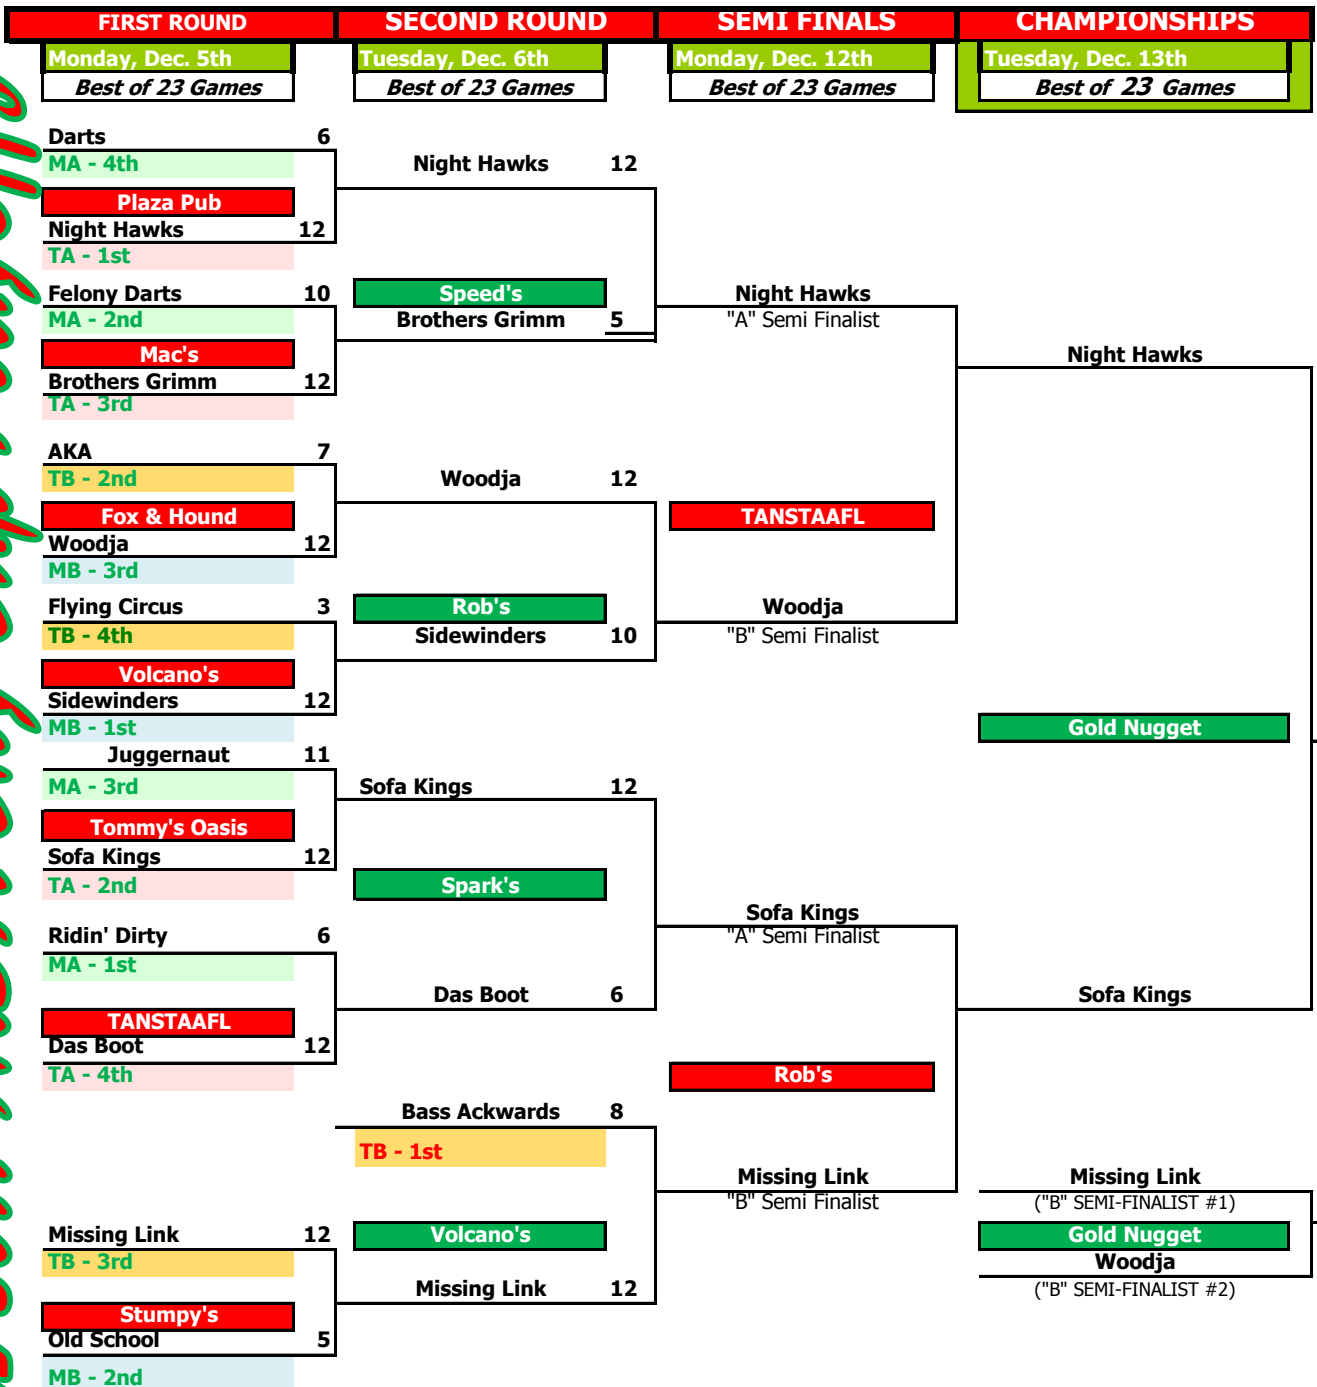 FIRST ROUND SECOND ROUND SEMI FINALS CHAMPIONSHIPS
Monday, Dec. 5th Tuesday, Dec. 6th Monday, Dec. 12th Tuesday, Dec. 13th
Best of 23 Games Best of 23 Games Best of 23 Games Best of 23 Games
Darts 6
MA - 4th Night Hawks 12
Plaza Pub
Night Hawks 12
TA - 1st
Felony Darts 10 Speed's Night Hawks
MA - 2nd Brothers Grimm 5 "A" Semi Finalist
Mac's Night Hawks
Brothers Grimm 12
TA - 3rd
AKA 7
TB - 2nd Woodja 12
Fox & Hound TANSTAAFL
Woodja 12
MB - 3rd
Flying Circus 3 Rob's Woodja
TB - 4th Sidewinders 10 "B" Semi Finalist
Volcano's
Sidewinders 12
MB - 1st Gold Nugget
Juggernaut 11
MA - 3rd Sofa Kings 12
Tommy's Oasis
Sofa Kings 12
TA - 2nd Spark's
Sofa Kings
Ridin' Dirty 6 "A" Semi Finalist
MA - 1st
Das Boot 6 Sofa Kings
TANSTAAFL
Das Boot 12
TA - 4th Rob's
Bass Ackwards 8
TB - 1st
Missing Link Missing Link
"B" Semi Finalist ("B" SEMI-FINALIST #1)
Missing Link 12 Volcano's Gold Nugget
TB - 3rd Woodja
Missing Link 12 ("B" SEMI-FINALIST #2)
Stumpy's
Old School 5
MB - 2nd